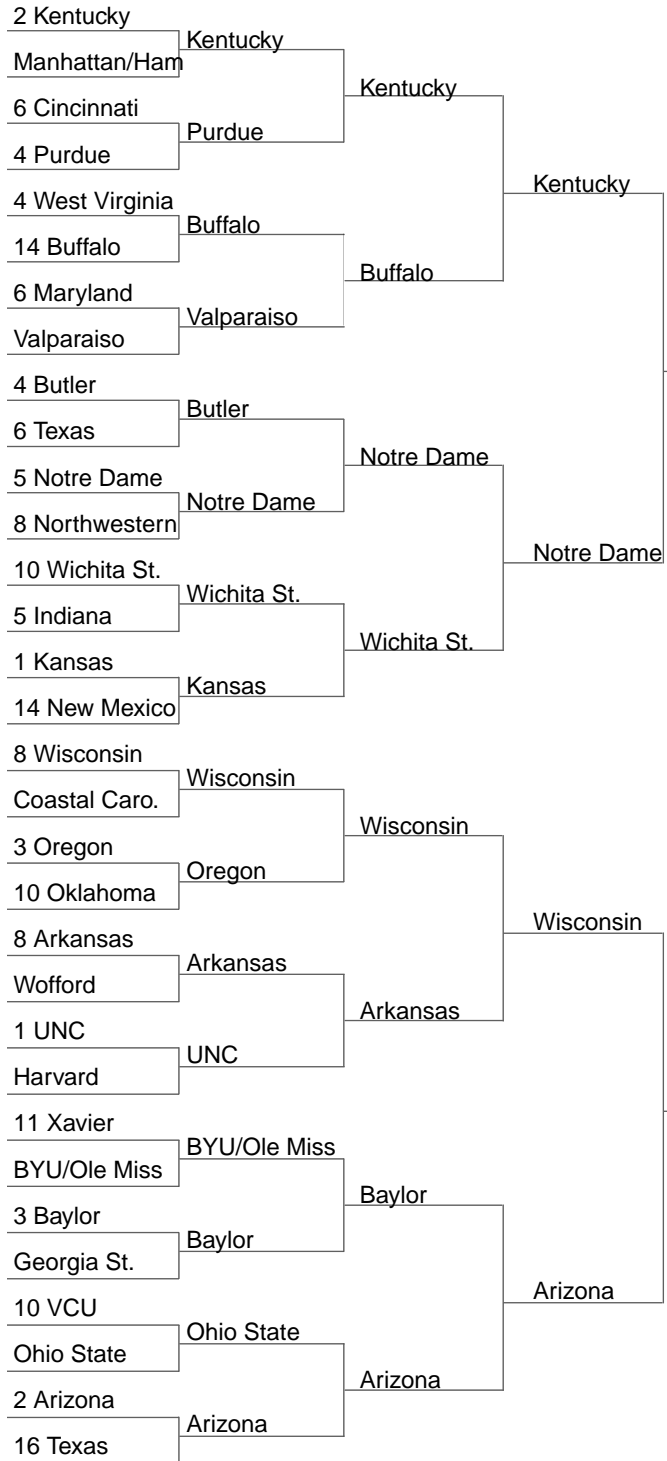 2 Kentucky
Manhattan/Ham
6 Cincinnati
4 Purdue
4 West Virginia
14 Buffalo
6 Maryland
Valparaiso
4 Butler
6 Texas
5 Notre Dame
8 Northwestern
10 Wichita St.
5 Indiana
1 Kansas
14 New Mexico
8 Wisconsin
Coastal Caro.
3 Oregon
10 Oklahoma
8 Arkansas
Wofford
1 UNC
Harvard
11 Xavier
BYU/Ole Miss
3 Baylor
Georgia St.
10 VCU
Ohio State
2 Arizona
16 Texas
Kentucky
Purdue
Buffalo
Valparaiso
Butler
Notre Dame
Wichita St.
Kansas
Wisconsin
Oregon
Arkansas
UNC
BYU/Ole Miss
Baylor
Ohio State
Arizona
Kentucky
Buffalo
Notre Dame
Wichita St.
Wisconsin
Arkansas
Baylor
Arizona
Kentucky
Notre Dame
Wisconsin
Arizona